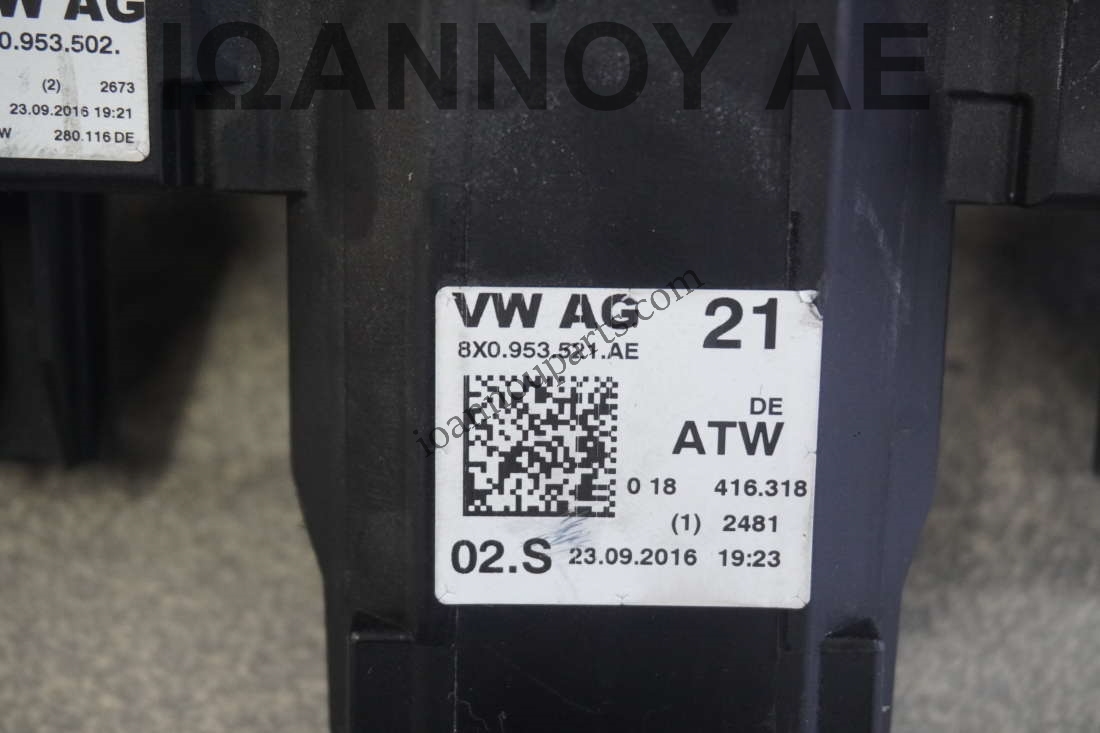 ΙΩΑΝΝΟΥ ΑΕ
W AG
0.953.502.
(2) 2673
23.09.2016 19:21
W 280.116 DE
VW AG 21
8X0.953.521.AE
ioannouparts.com
DE
ATW
0 18 416.318
(1) 2481
02.S 23.09.2016 19:23